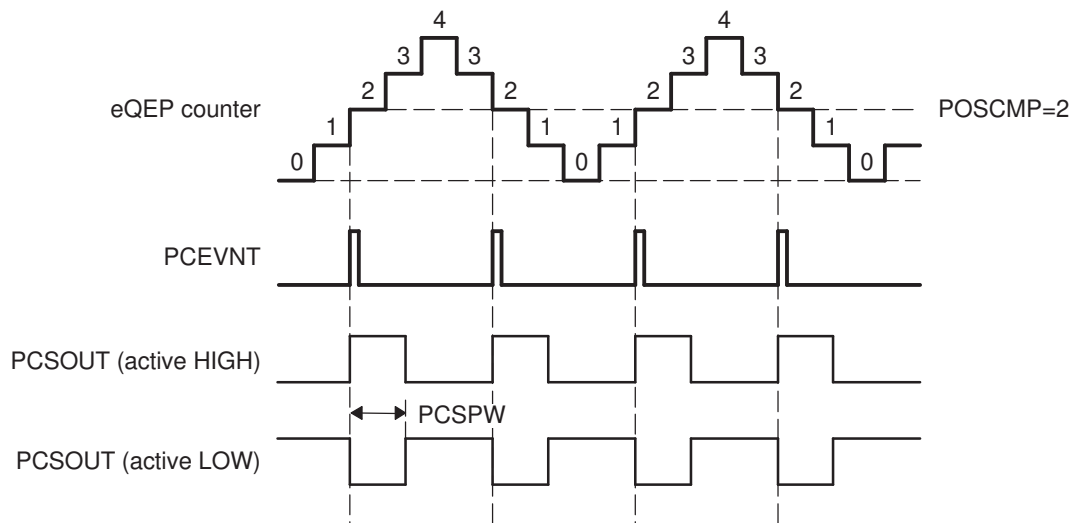 4 4
3 3 3 3
eQEP counter 2 2 2 2 POSCMP=2
1 1 1 1
0 0 0
PCEVNT
PCSOUT (active HIGH)
PCSPW
PCSOUT (active LOW)